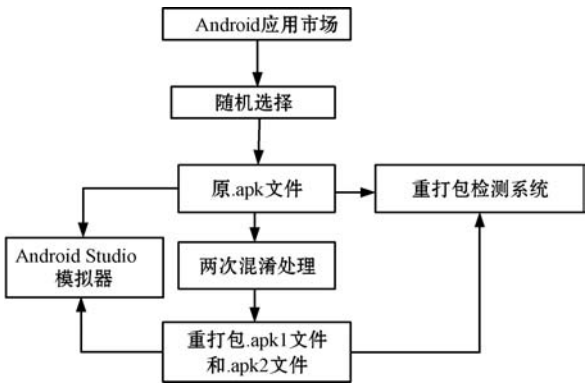 Android应用市场
随机选择
原.apk文件
重打包检测系统
Android Studio
模拟器
两次混淆处理
重打包.apk1文件
和.apk2文件